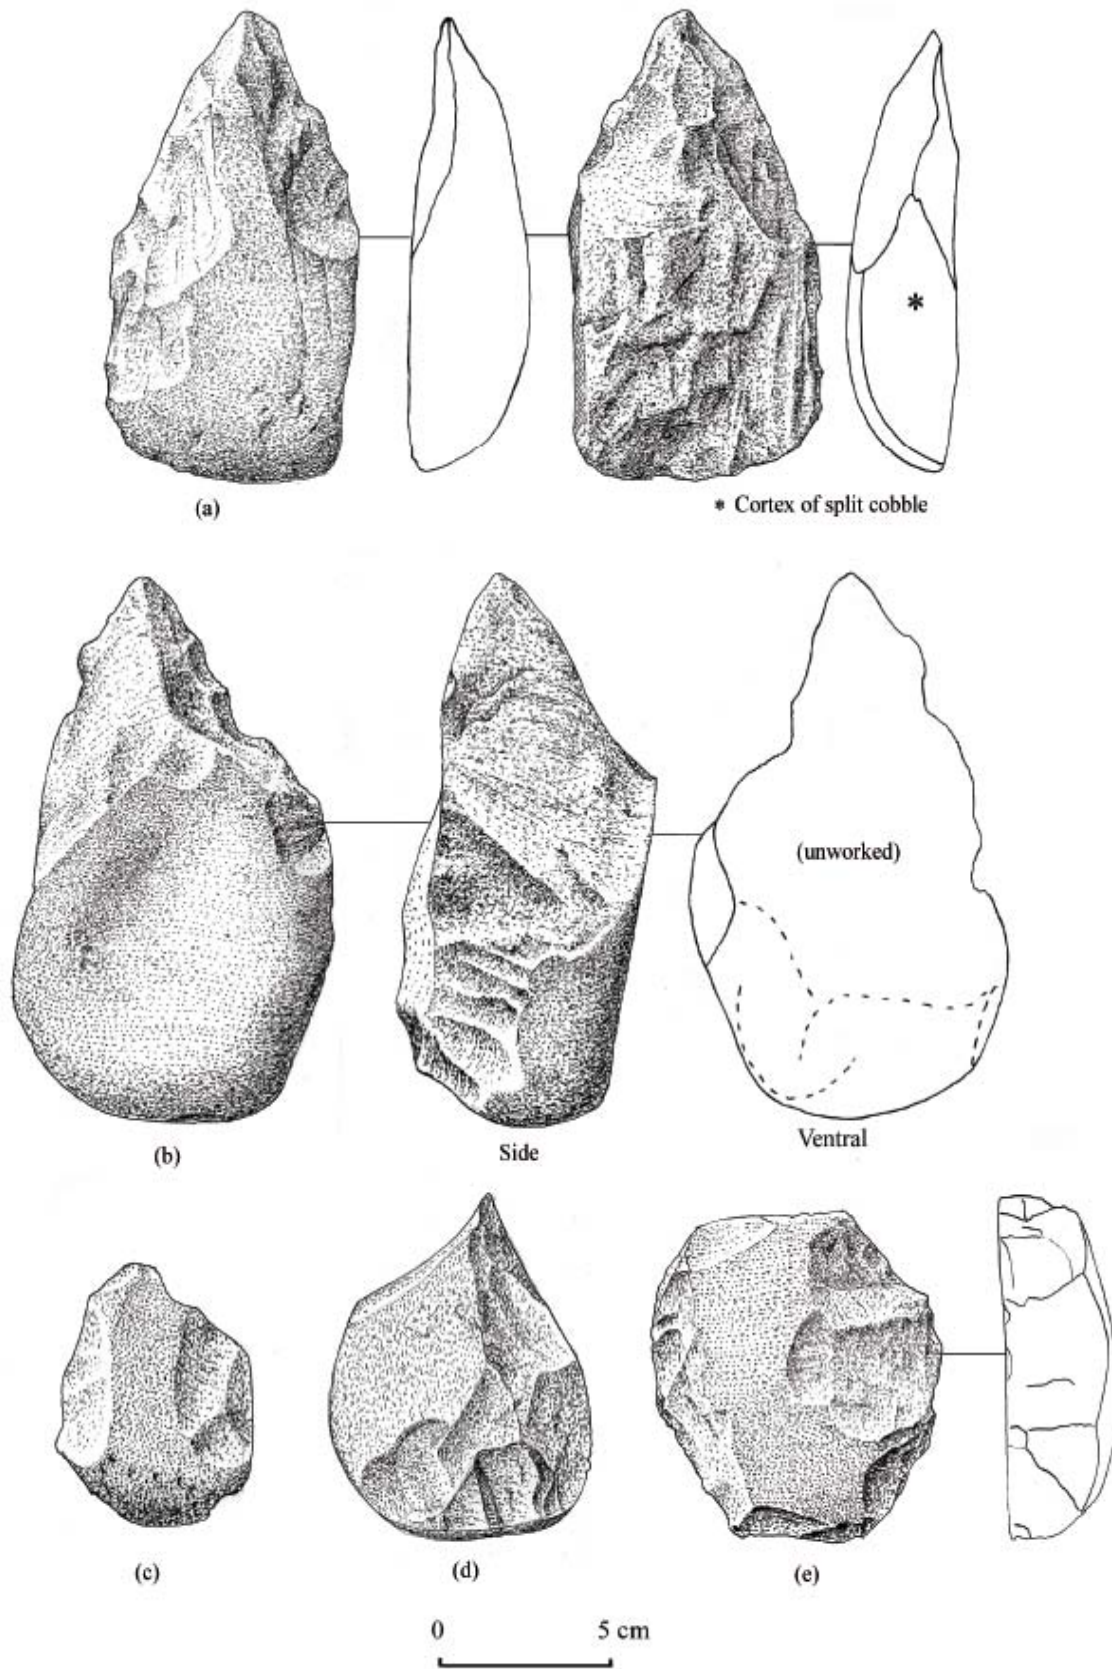 (a)
* Cortex of split cobble
(unworked)
(b)
Side
Ventral
(c)
(d)
(e)
0 5 cm